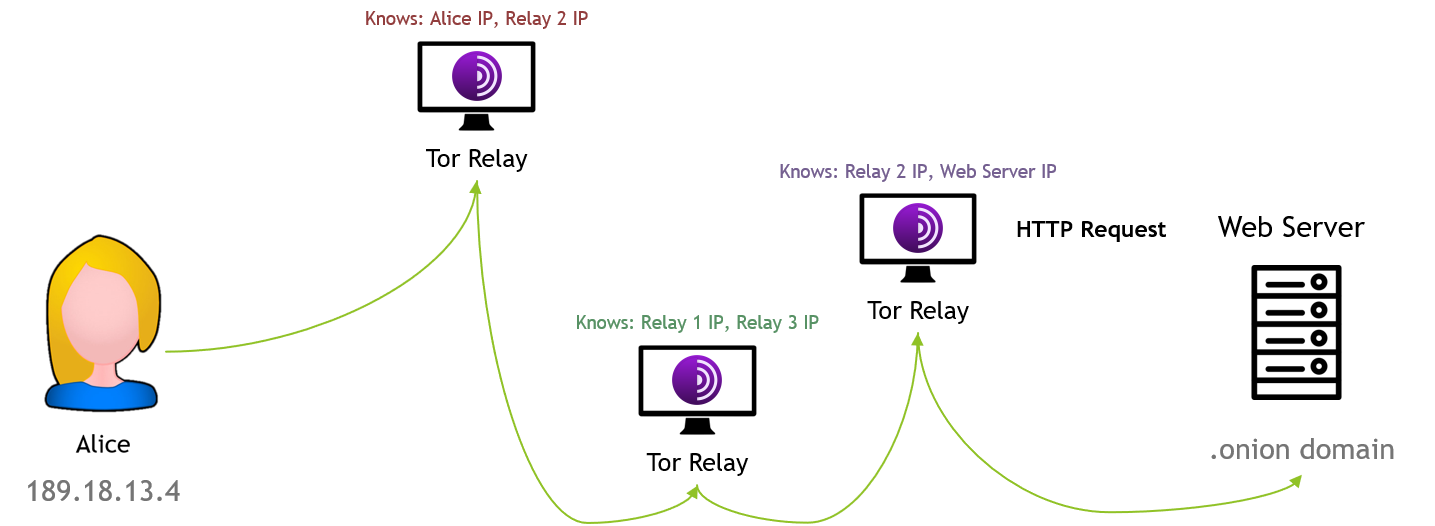 Knows: Alice IP, Relay 2 IP
Tor Relay
Knows: Relay 2 IP, Web Server IP
HTTP Request
Web Server
Tor Relay
Knows: Relay 1 IP, Relay 3 IP
Tor Relay
Alice
189.18.13.4
.onion domain